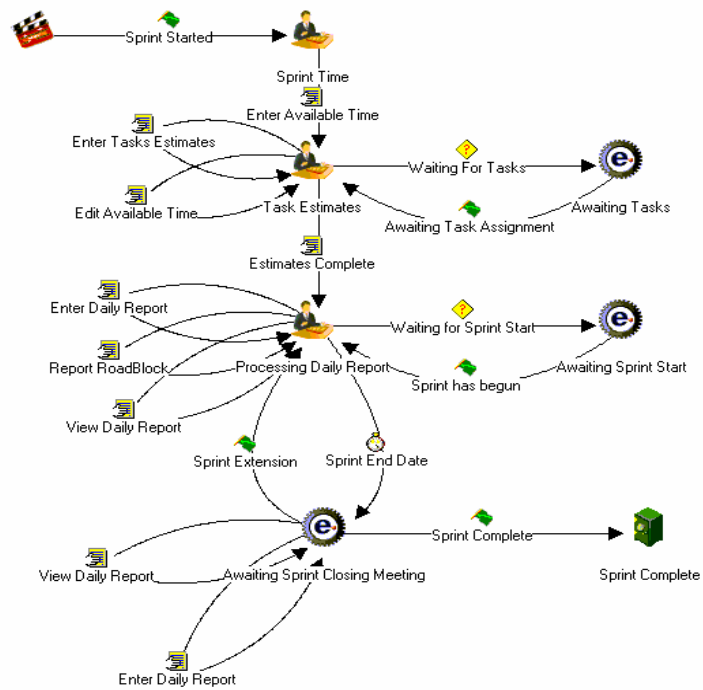 Sprint Started
Sprint Time
Enter Available Time
Enter Tasks Estimates
Waiting For Tasks
Edit Available Time
Task Estimates
Awaiting Task Assignment
Awaiting Tasks
Estimates Complete
Enter Daily Report
Waiting for Sprint Start
Report RoadBlock
Processing Daily Report
Sprint has begun
Awaiting Sprint Start
View Daily Report
Sprint Extension
Sprint End Date
Sprint Complete
View Daily Report
Awaiting Sprint Closing Meeting
Sprint Complete
Enter Daily Report